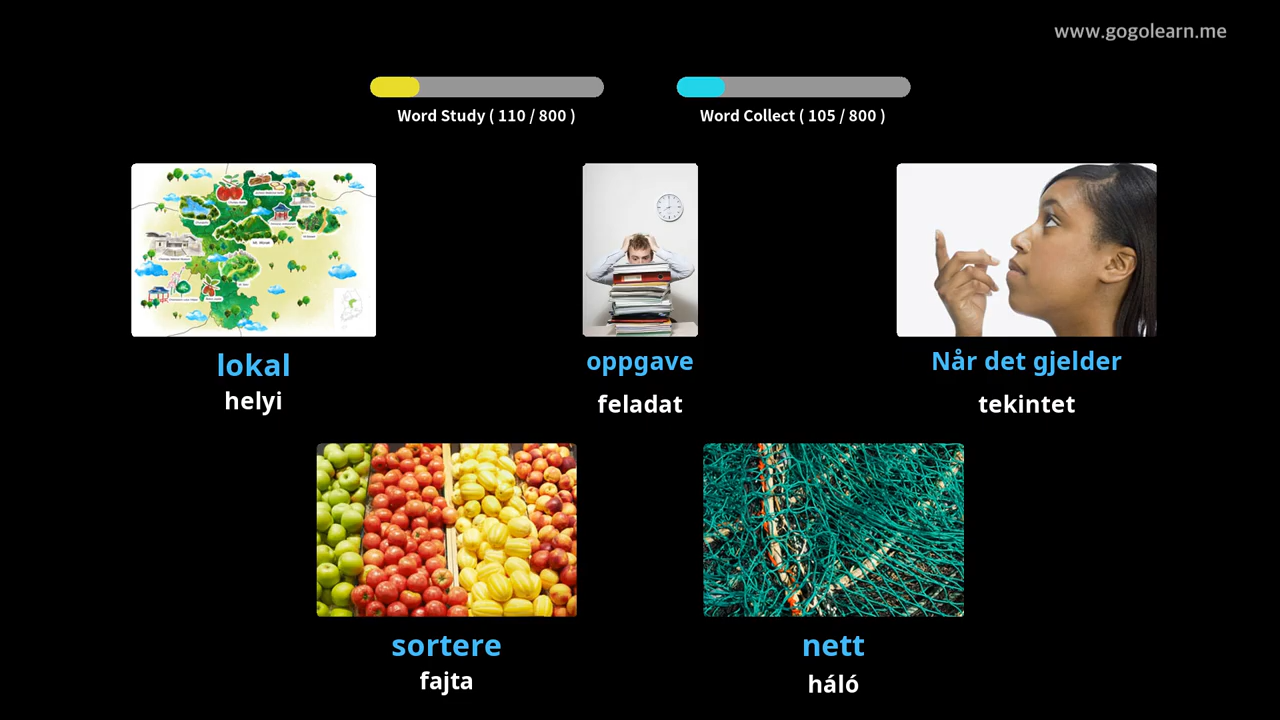 www.gogolearn.me
Word Study ( 110 / 800 )
Word Collect ( 105 / 800 )
lokal
helyi
oppgave
feladat
Når det gjelder
tekintet
sortere
fajta
nett
háló